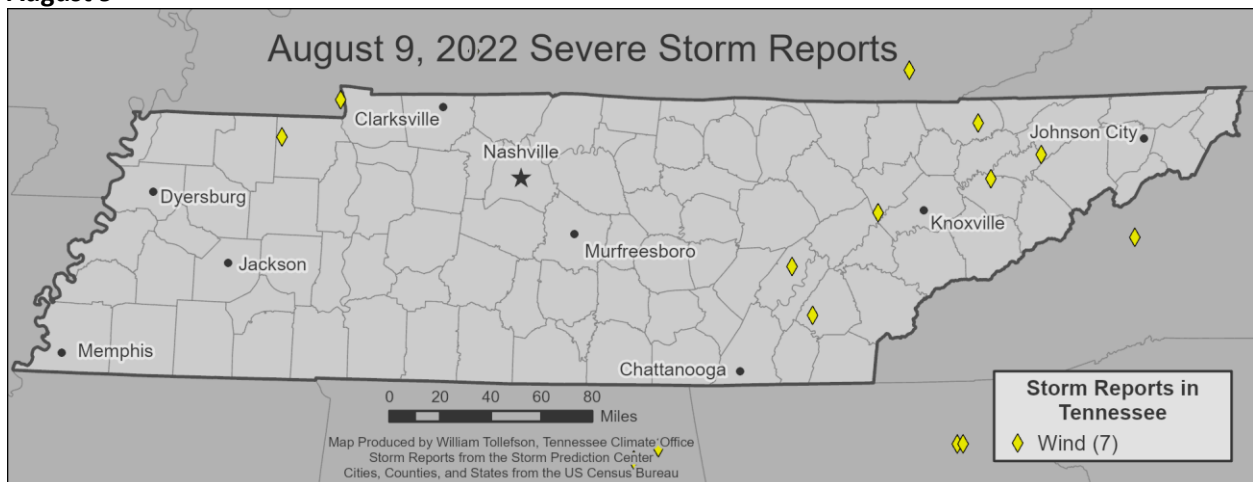 August 9, 2022 Severe Storm Reports
Clarksville
Johnson City
Nashville
Dyersburg
Knoxville
Murfreesboro
Jackson
Memphis
Chattanooga
0 20 40 80
Miles
Map Produced by William Tollefson, Tennessee Climate Office
Storm Reports from the Storm Prediction Center
Cities, Counties, and States from the US Census Bureau
Storm Reports in
Tennessee
Wind (7)